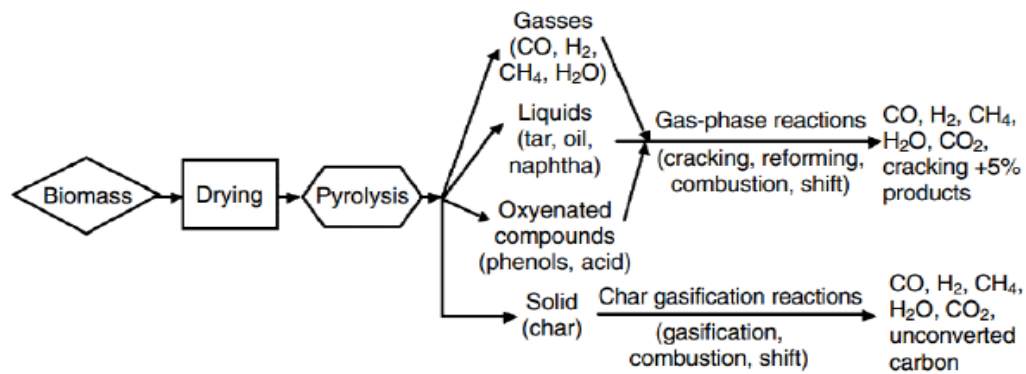 Biomass
Drying
Pyrolysis
Gasses
(CO, H₂,
CH₄, H₂O)
Liquids
(tar, oil,
naphtha)
Oxyenated
compounds
(phenols, acid)
Solid
(char)
Gas-phase reactions
(cracking, reforming,
combustion, shift)
CO, H₂, CH₄,
H₂O, CO₂,
cracking +5%
products
Char gasification reactions
(gasification,
combustion, shift)
CO, H₂, CH₄,
H₂O, CO₂,
unconverted
carbon